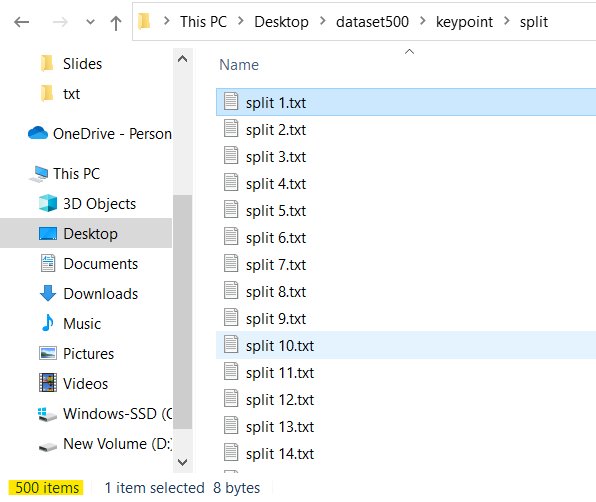 This PC > Desktop > dataset500 > keypoint > split
Slides
txt
OneDrive - Person
This PC
3D Objects
Desktop
Documents
Downloads
Music
Pictures
Videos
Windows-SSD (C
New Volume (D:)
Name
split 1.txt
split 2.txt
split 3.txt
split 4.txt
split 5.txt
split 6.txt
split 7.txt
split 8.txt
split 9.txt
split 10.txt
split 11.txt
split 12.txt
split 13.txt
split 14.txt
500 items 1 item selected 8 bytes